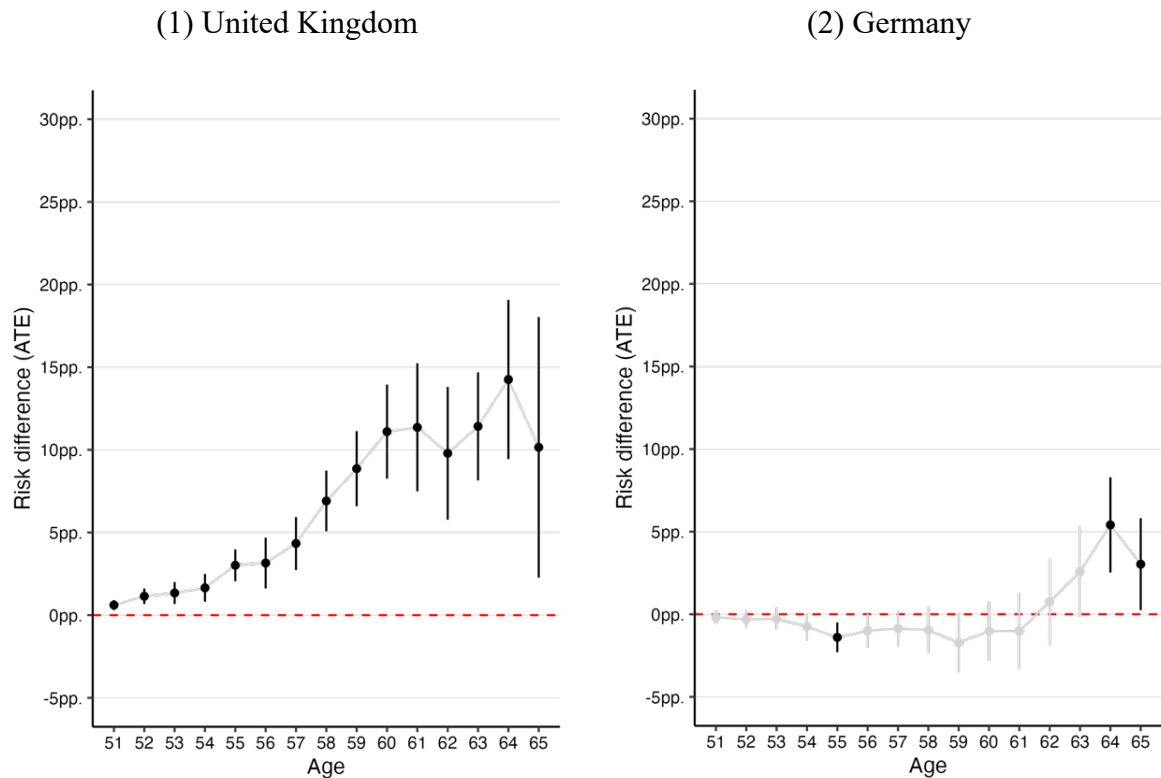 (1) United Kingdom
30pp.
25pp.
20pp.
15pp.
10pp.
5pp.
0pp.
-5pp.
Risk difference (ATE)
51 52 53 54 55 56 57 58 59 60 61 62 63 64 65
Age
(2) Germany
30pp.
25pp.
20pp.
15pp.
10pp.
5pp.
0pp.
-5pp.
Risk difference (ATE)
51 52 53 54 55 56 57 58 59 60 61 62 63 64 65
Age